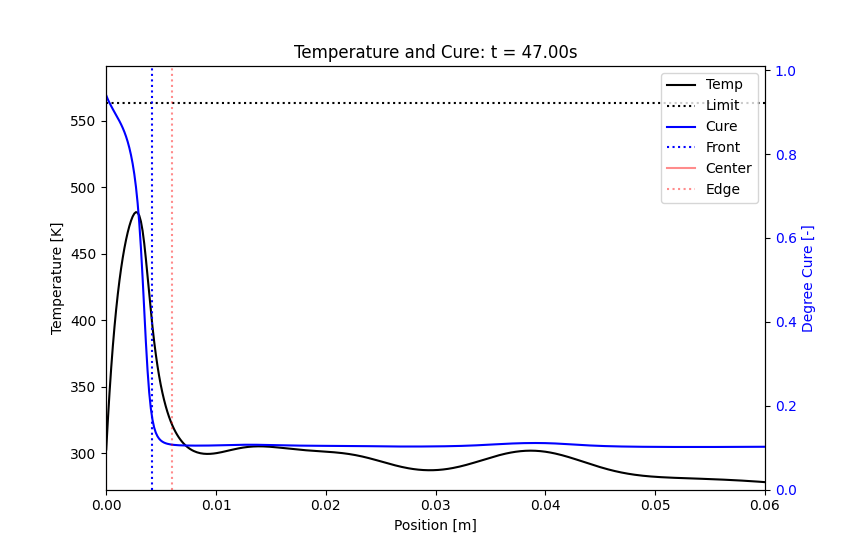 Temperature and Cure: t = 47.00s
Temp
Limit
Cure
Front
Center
Edge
Temperature [K]
550
500
450
400
350
300
Degree Cure [-]
1.0
0.8
0.6
0.4
0.2
0.0
0.00 0.01 0.02 0.03 0.04 0.05 0.06
Position [m]